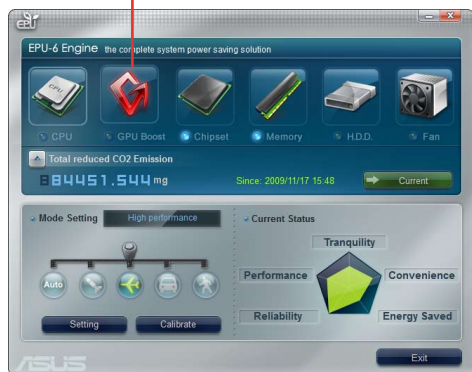 EPU
EPU-6 Engine the complete system power saving solution
CPU
CPU GPU Boost Chipset Memory H.D.D. Fan
Total reduced CO2 Emission
84451.544 mg Since: 2009/11/17 15:48 Current
Mode Setting High performance
Auto
Setting Calibrate
Current Status
Tranquility
Performance Convenience
Reliability Energy Saved
ASUS Exit